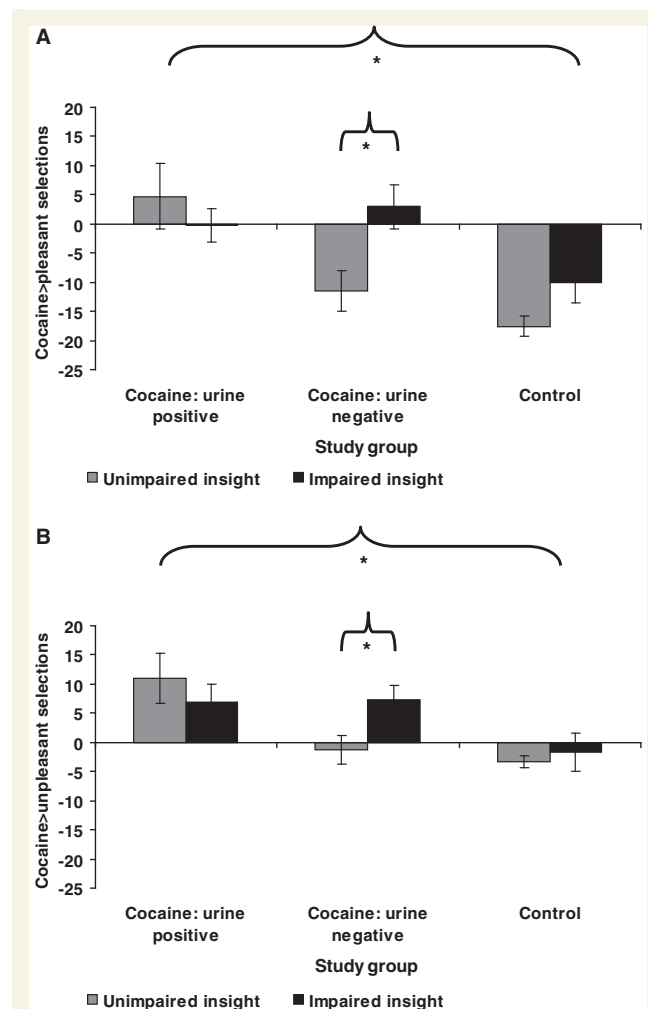 A
*
Cocaine>pleasant selections
20
15
10
5
0
-5
-10
-15
-20
-25
*
Cocaine: urine
positive
Cocaine: urine
negative
Control
Study group
Unimpaired insight
Impaired insight
B
*
Cocaine>unpleasant selections
20
15
10
5
0
-5
-10
-15
-20
-25
*
Cocaine: urine
positive
Cocaine: urine
negative
Control
Study group
Unimpaired insight
Impaired insight